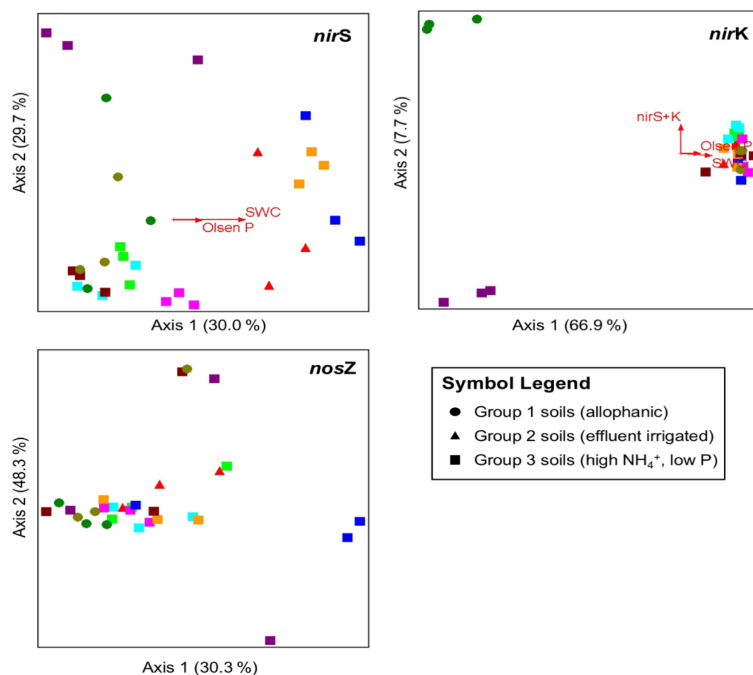 nirS
Axis 2 (29.7 %)
SWC
Olsen P
Axis 1 (30.0 %)
nirK
Axis 2 (7.7 %)
nirS+K
Olsen P
SWC
Axis 1 (66.9 %)
nosZ
Axis 2 (48.3 %)
Axis 1 (30.3 %)
Symbol Legend
Group 1 soils (allophanic)
Group 2 soils (effluent irrigated)
Group 3 soils (high NH₄⁺, low P)